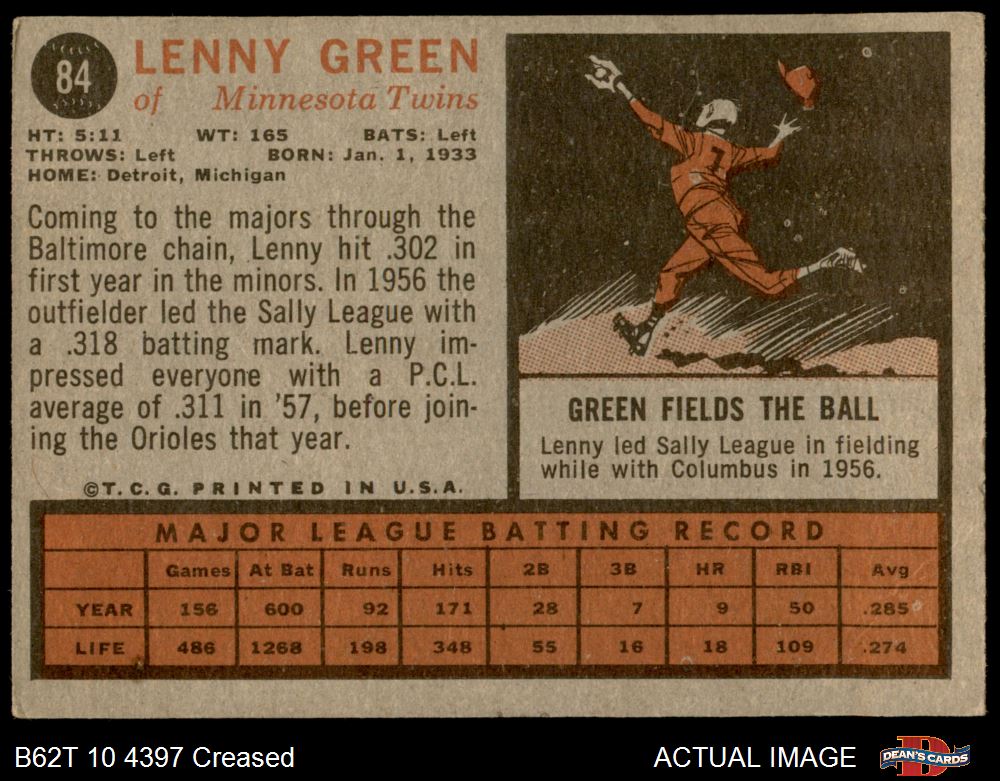 84
LENNY GREEN
of Minnesota Twins
HT: 5:11 WT: 165 BATS: Left
THROWS: Left BORN: Jan. 1, 1933
HOME: Detroit, Michigan
Coming to the majors through the
Baltimore chain, Lenny hit .302 in
first year in the minors. In 1956 the
outfielder led the Sally League with
a .318 batting mark. Lenny im-
pressed everyone with a P.C.L.
average of .311 in '57, before join-
ing the Orioles that year.
©T.C.G. PRINTED IN U.S.A.
7
GREEN FIELDS THE BALL
Lenny led Sally League in fielding
while with Columbus in 1956.
MAJOR LEAGUE BATTING RECORD
Games At Bat Runs Hits 2B 3B HR RBI Avg
YEAR 156 600 92 171 28 7 9 50 .285
LIFE 486 1268 198 348 55 16 18 109 .274
B62T 10 4397 Creased
ACTUAL IMAGE
DEAN'S CARDS